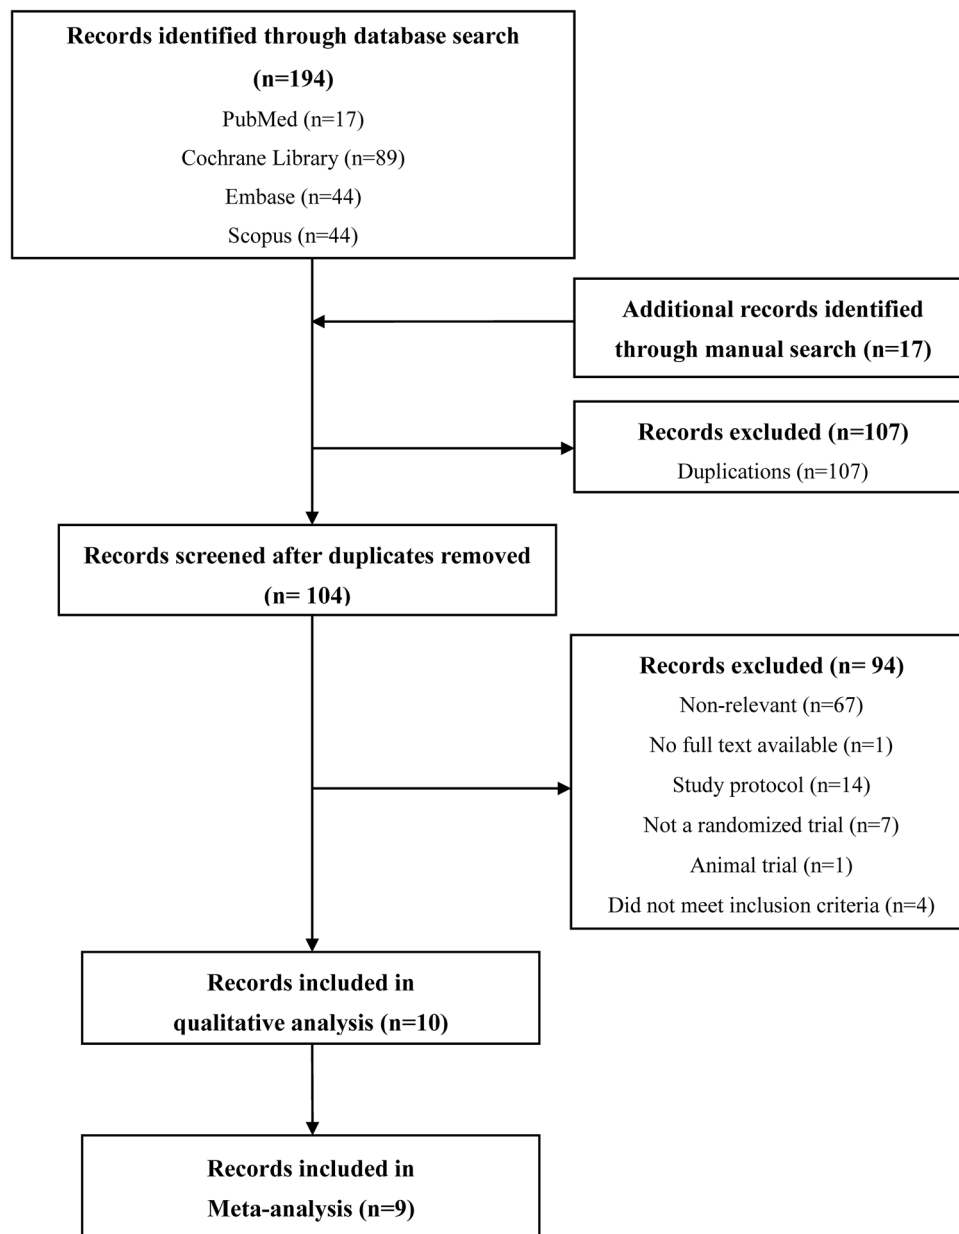 Records identified through database search
(n=194)
PubMed (n=17)
Cochrane Library (n=89)
Embase (n=44)
Scopus (n=44)
Additional records identified
through manual search (n=17)
Records excluded (n=107)
Duplications (n=107)
Records screened after duplicates removed
(n= 104)
Records excluded (n= 94)
Non-relevant (n=67)
No full text available (n=1)
Study protocol (n=14)
Not a randomized trial (n=7)
Animal trial (n=1)
Did not meet inclusion criteria (n=4)
Records included in
qualitative analysis (n=10)
Records included in
Meta-analysis (n=9)